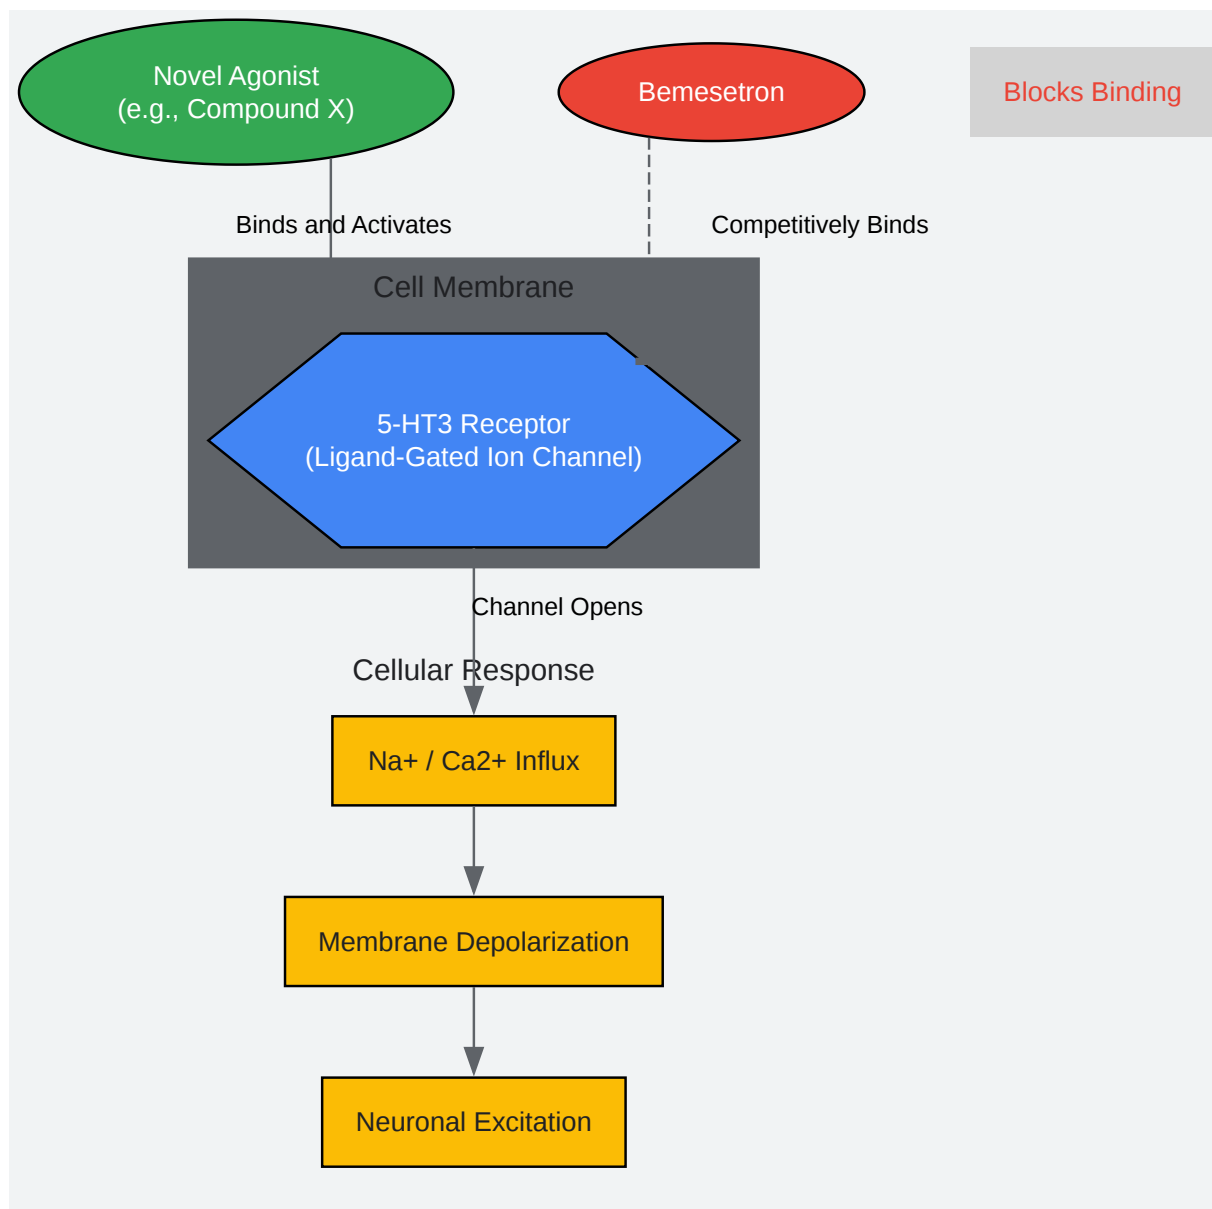 Novel Agonist
(e.g., Compound X)
Bemesetron
Blocks Binding
Binds and Activates
Competitively Binds
Cell Membrane
5-HT3 Receptor
(Ligand-Gated Ion Channel)
Channel Opens
Cellular Response
Na+ / Ca2+ Influx
Membrane Depolarization
Neuronal Excitation